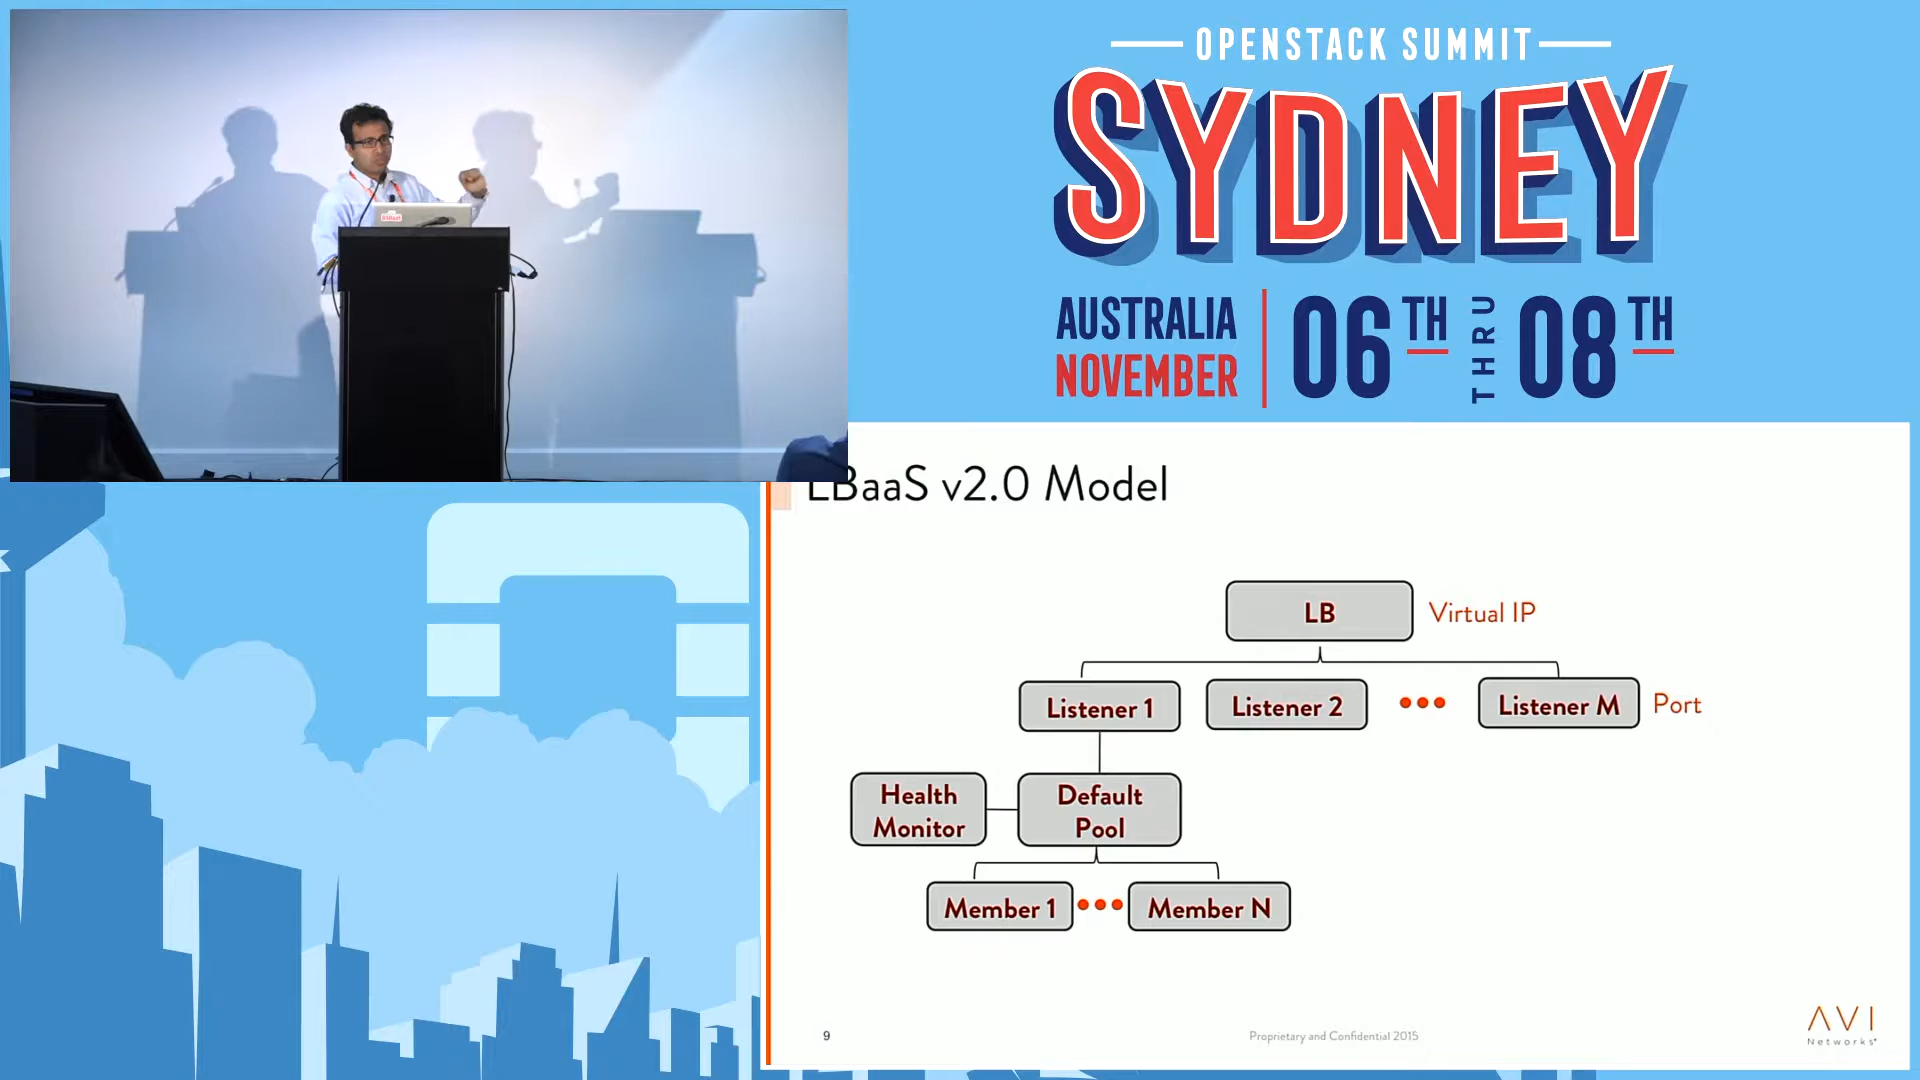 OPENSTACK SUMMIT
SYDNEY
AUSTRALIA
NOVEMBER
06TH THRU 08TH
LBaaS v2.0 Model
LB
Virtual IP
Listener 1
Listener 2
Listener M
Port
Health
Monitor
Default
Pool
Member 1
Member N
9
Proprietary and Confidential 2015
AVI
Networks